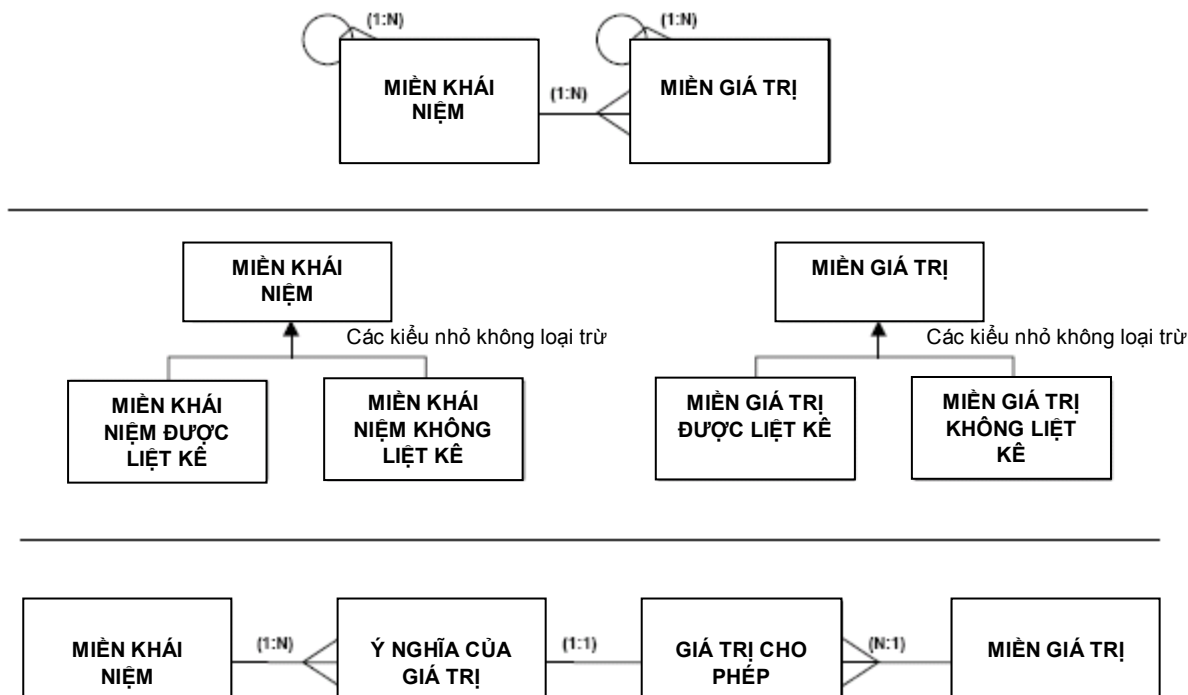 (1:N)
(1:N)
MIỀN KHÁI
NIỆM
(1:N)
MIỀN GIÁ TRỊ
MIỀN KHÁI
NIỆM
MIỀN GIÁ TRỊ
Các kiểu nhỏ không loại trừ
Các kiểu nhỏ không loại trừ
MIỀN KHÁI
NIỆM ĐƯỢC
LIỆT KÊ
MIỀN KHÁI
NIỆM KHÔNG
LIỆT KÊ
MIỀN GIÁ TRỊ
ĐƯỢC LIỆT KÊ
MIỀN GIÁ TRỊ
KHÔNG LIỆT
KÊ
MIỀN KHÁI
NIỆM
(1:N)
Ý NGHĨA CỦA
GIÁ TRỊ
(1:1)
GIÁ TRỊ CHO
PHÉP
(N:1)
MIỀN GIÁ TRỊ